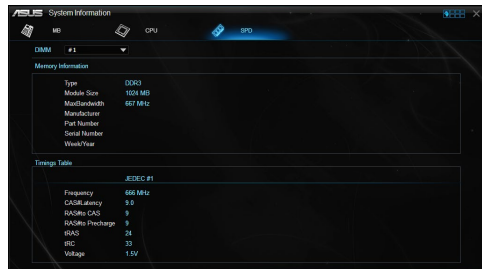 ASUS System Information
MB CPU SPD
DIMM #1
Memory Information
Type DDR3
Module Size 1024 MB
MaxBandwidth 667 MHz
Manufacturer
Part Number
Serial Number
Week/Year
Timings Table
JEDEC #1
Frequency 666 MHz
CAS#Latency 9.0
RAS#to CAS 9
RAS#to Precharge 9
tRAS 24
tRC 33
Voltage 1.5V